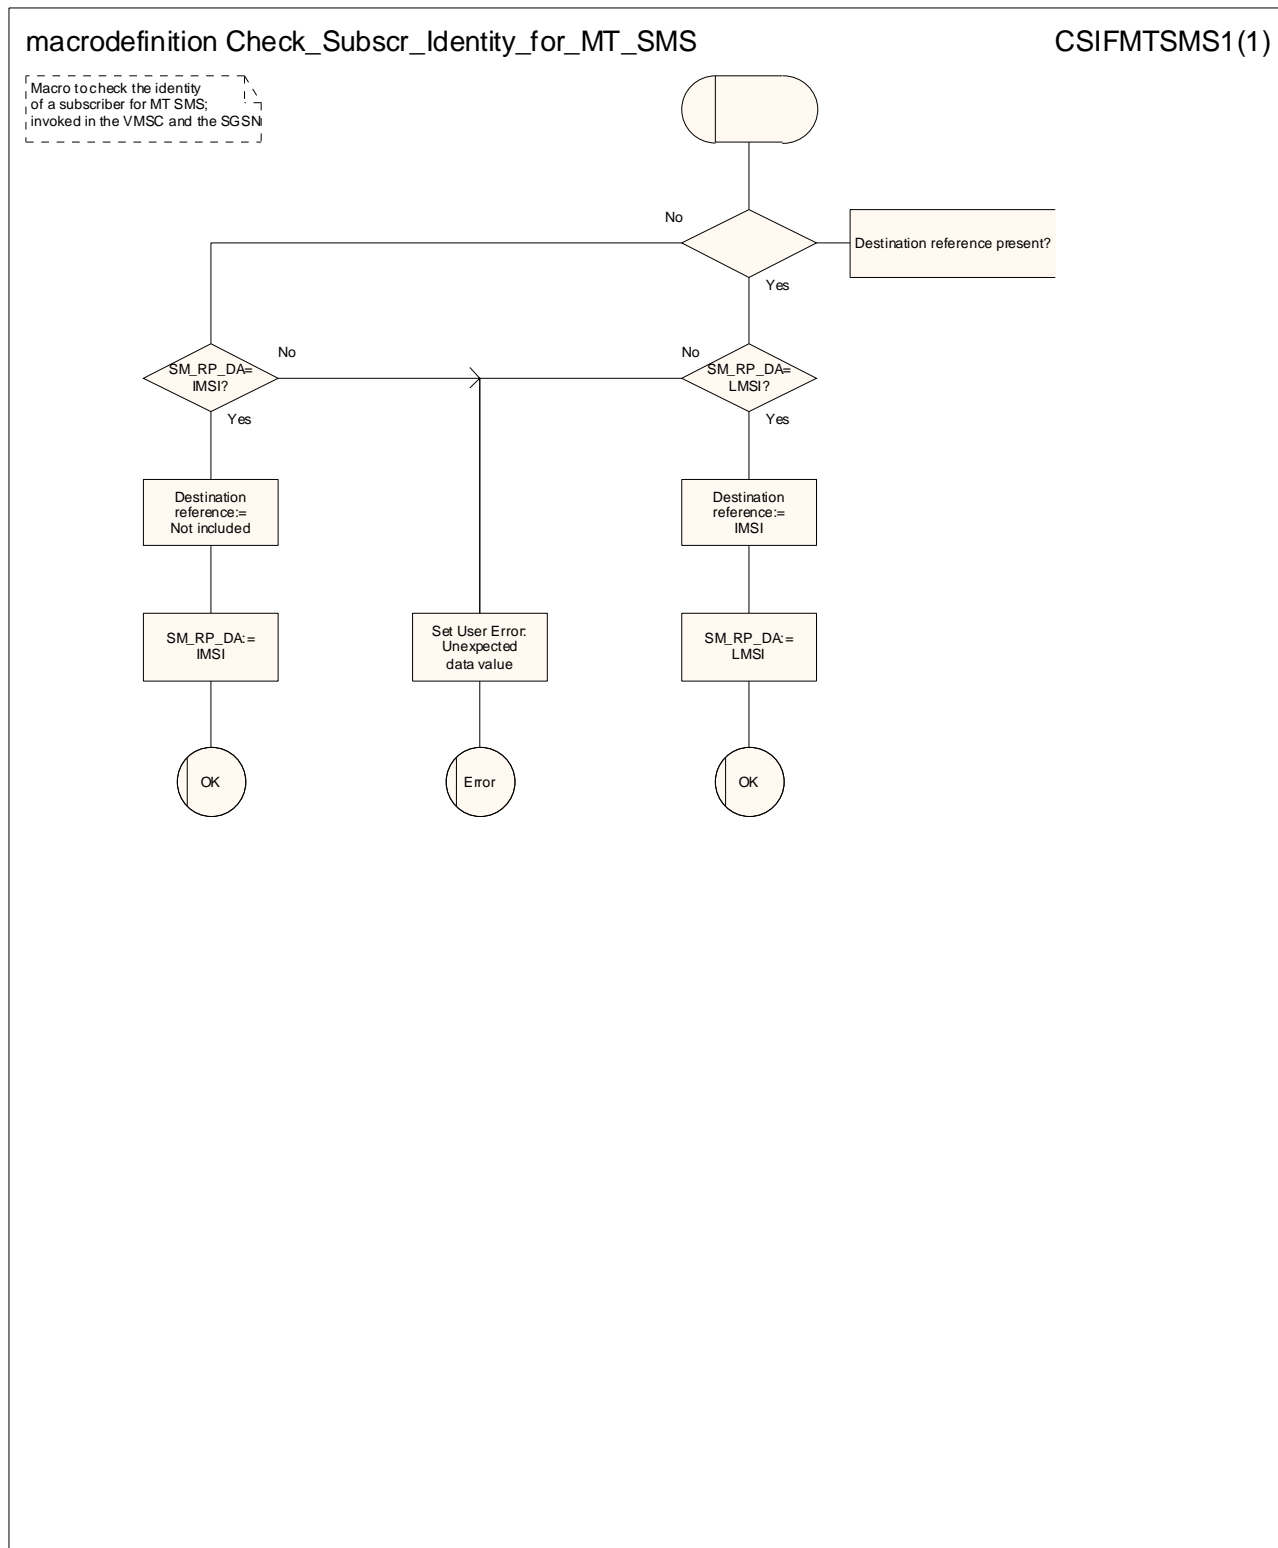 macrodefinition Check_Subscr_Identity_for_MT_SMS
CSIFMTSMS1(1)
Macro to check the identity
of a subscriber for MT SMS;
invoked in the VMSC and the SGSN
No
Destination reference present?
Yes
SM_RP_DA=
IMSI?
No
Yes
No
SM_RP_DA=
LMSI?
Yes
Destination
reference:=
Not included
Destination
reference:=
IMSI
SM_RP_DA:=
IMSI
Set User Error:
Unexpected
data value
SM_RP_DA:=
LMSI
OK
Error
OK